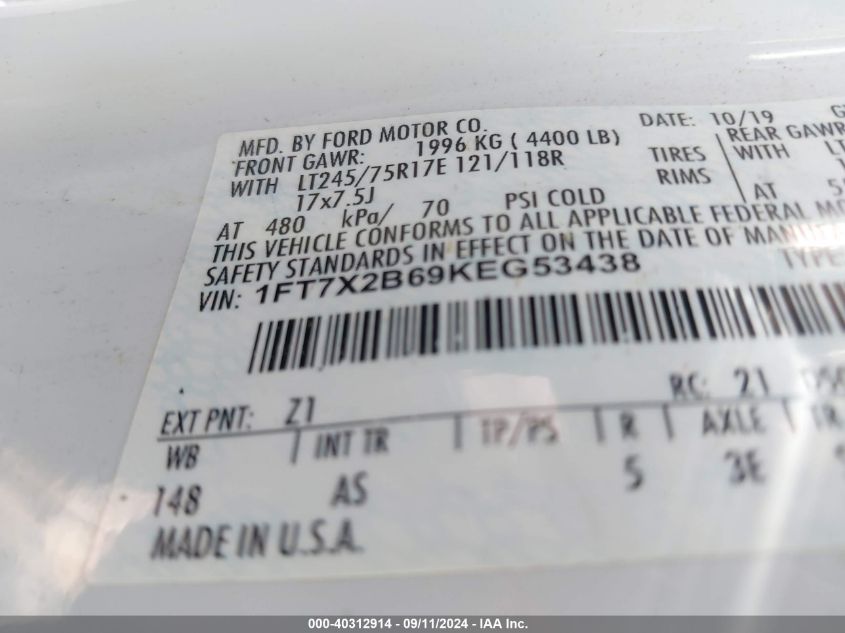 MFD. BY FORD MOTOR CO. DATE: 10/19
FRONT GAWR: 1996 KG ( 4400 LB) REAR GAWR
WITH LT245/75R17E 121/118R TIRES WITH LT
17x7.5J RIMS
AT 480 kPa/ 70 PSI COLD AT
THIS VEHICLE CONFORMS TO ALL APPLICABLE FEDERAL
SAFETY STANDARDS IN EFFECT ON THE DATE OF
VIN: 1FT7X2B69KEG53438 TYPE
EXT PNT: Z1 RC: 21
WB INT TR TP/PS R AXLE TR
148 AS 5 3E
MADE IN U.S.A.
000-40312914 - 09/11/2024 - IAA Inc.